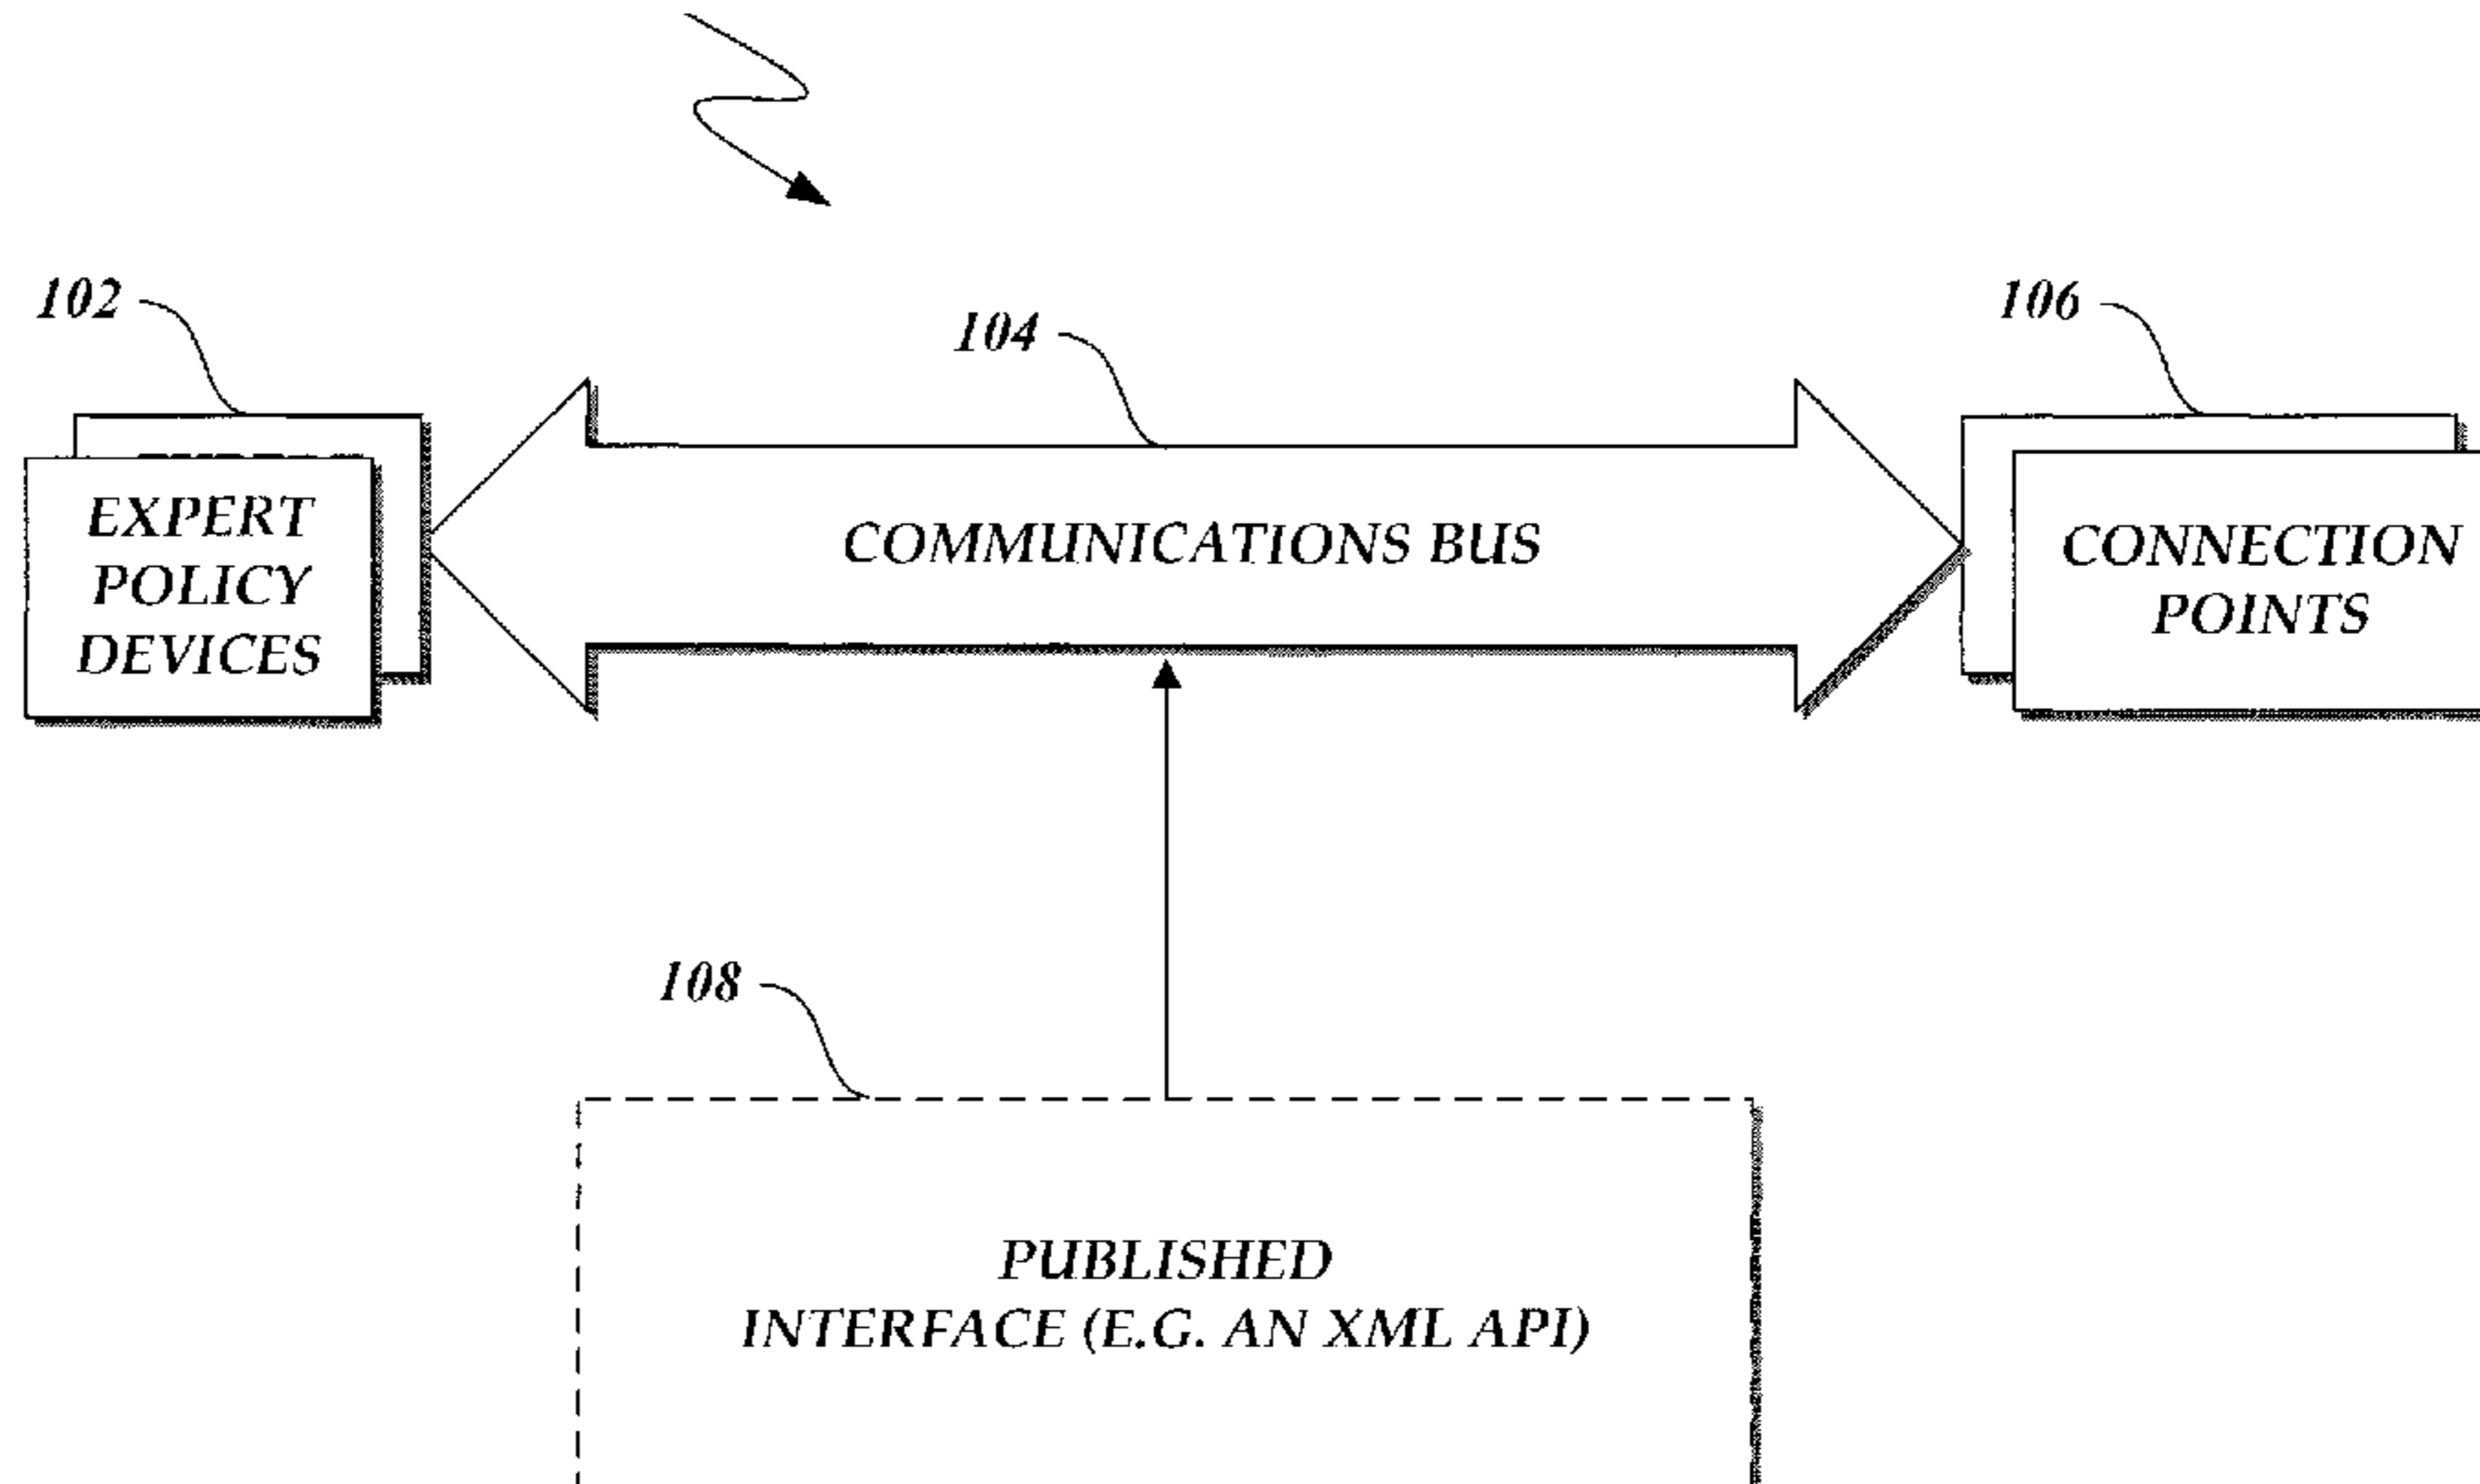 102
104
106
EXPERT
POLICY
DEVICES
COMMUNICATIONS BUS
CONNECTION
POINTS
108
PUBLISHED
INTERFACE (E.G. AN XML API)